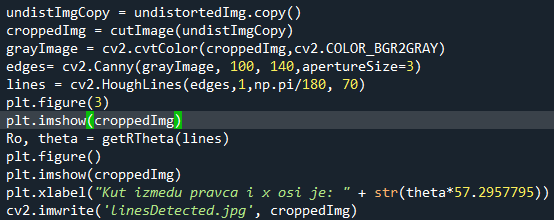 undistImgCopy = undistortedImg.copy()
croppedImg = cutImage(undistImgCopy)
grayImage = cv2.cvtColor(croppedImg,cv2.COLOR_BGR2GRAY)
edges= cv2.Canny(grayImage, 100, 140,apertureSize=3)
lines = cv2.HoughLines(edges,1,np.pi/180, 70)
plt.figure(3)
plt.imshow(croppedImg)
Ro, theta = getRTheta(lines)
plt.figure()
plt.imshow(croppedImg)
plt.xlabel("Kut izmedu pravca i x osi je: " + str(theta*57.2957795))
cv2.imwrite('linesDetected.jpg', croppedImg)